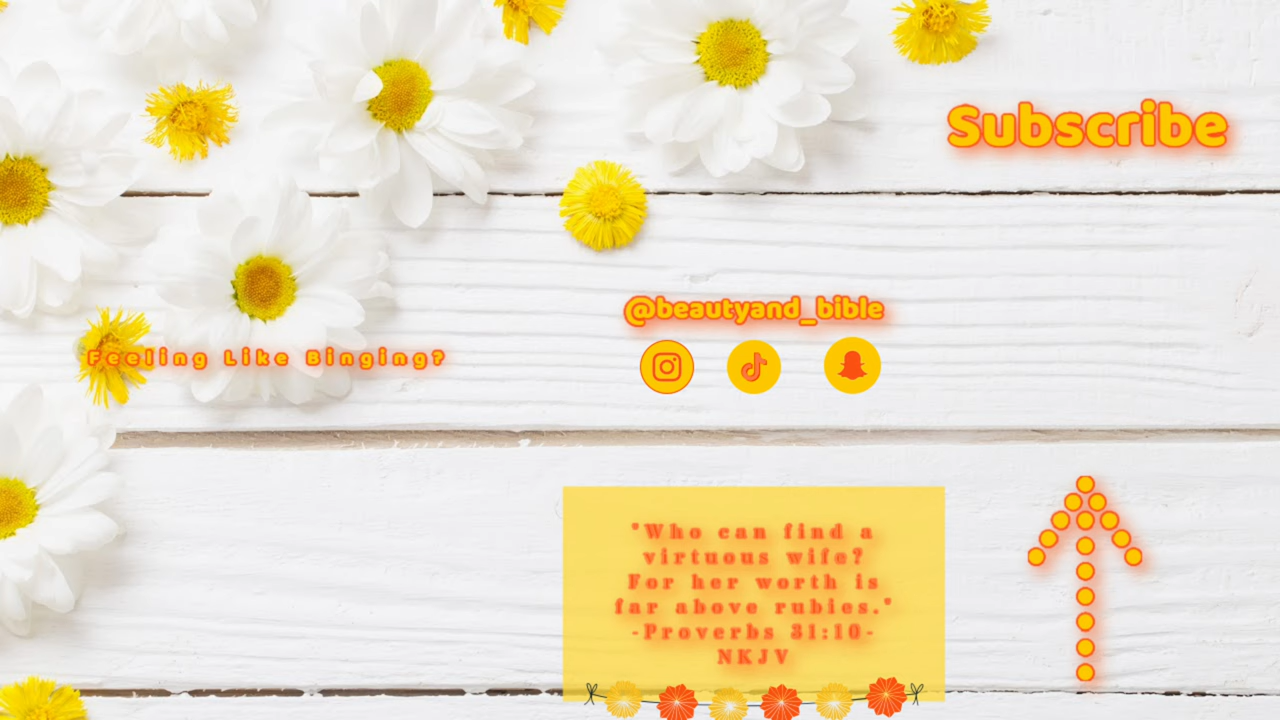 Subscribe
@beautyand_bible
Feeling Like Binging?
"Who can find a
virtuous wife?
For her worth is
far above rubies."
-Proverbs 31:10-
NKJV